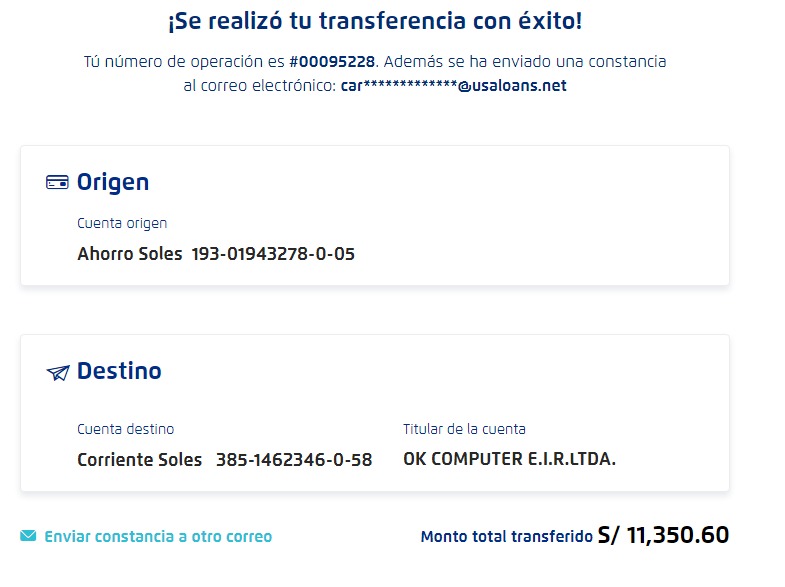 ¡Se realizó tu transferencia con éxito!
Tú número de operación es #00095228. Además se ha enviado una constancia
al correo electrónico: car*************@usaloans.net
Origen
Cuenta origen
Ahorro Soles 193-01943278-0-05
Destino
Cuenta destino
Titular de la cuenta
Corriente Soles 385-1462346-0-58
OK COMPUTER E.I.R.LTDA.
Enviar constancia a otro correo
Monto total transferido S/ 11,350.60